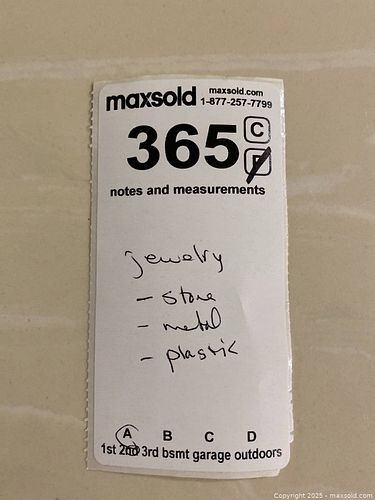 maxsold maxsold.com
1-877-257-7799
365 C
notes and measurements
jewelry
- stone
- metal
- plastic
A B C D
1st 2nd 3rd bsmt garage outdoors
Copyright 2025 - maxsold.com